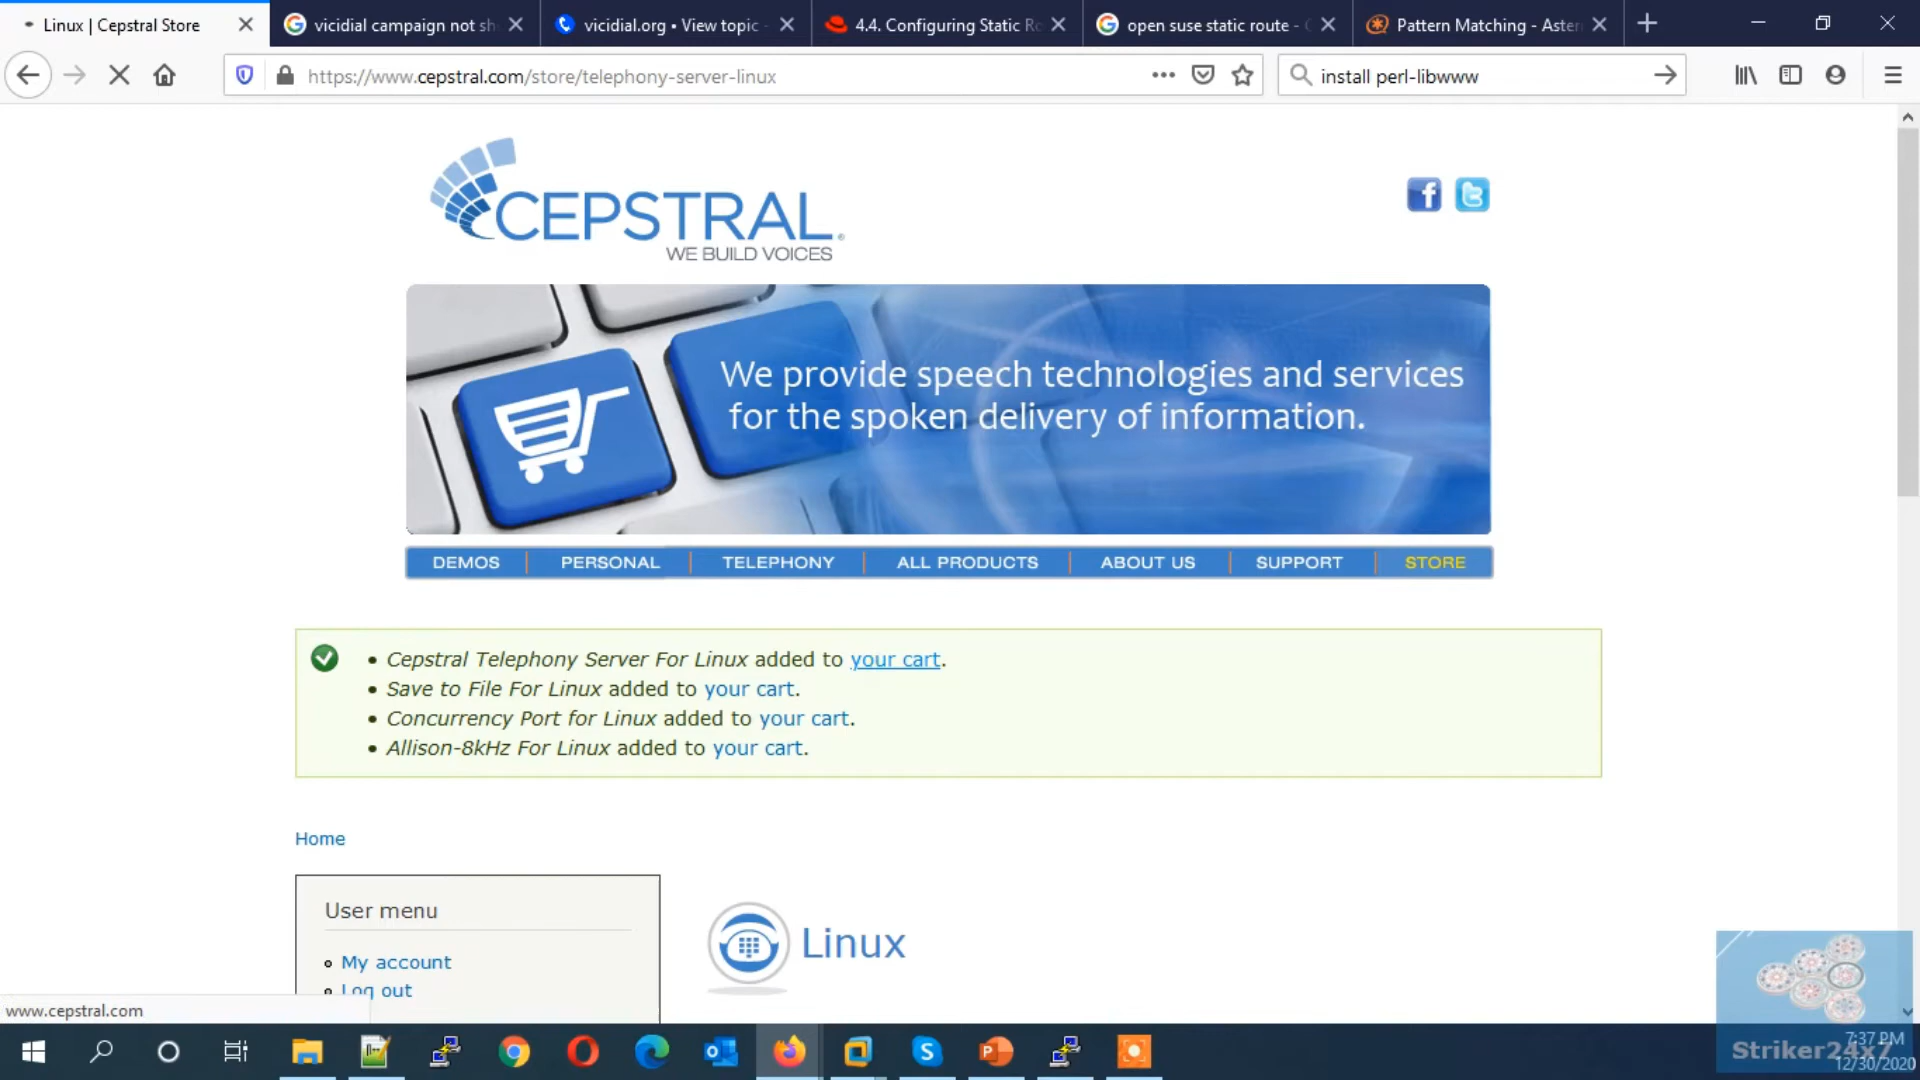 Linux | Cepstral Store
vicidial campaign not sh
vicidial.org • View topic -
4.4. Configuring Static Ro
open suse static route - G
Pattern Matching - Aster
https://www.cepstral.com/store/telephony-server-linux
install perl-libwww
CEPSTRAL
WE BUILD VOICES
We provide speech technologies and services
for the spoken delivery of information.
DEMOS PERSONAL TELEPHONY ALL PRODUCTS ABOUT US SUPPORT STORE
• Cepstral Telephony Server For Linux added to your cart.
• Save to File For Linux added to your cart.
• Concurrency Port for Linux added to your cart.
• Allison-8kHz For Linux added to your cart.
Home
User menu
My account
Log out
Linux
www.cepstral.com
7:37 PM
Striker24x7
12/30/2020